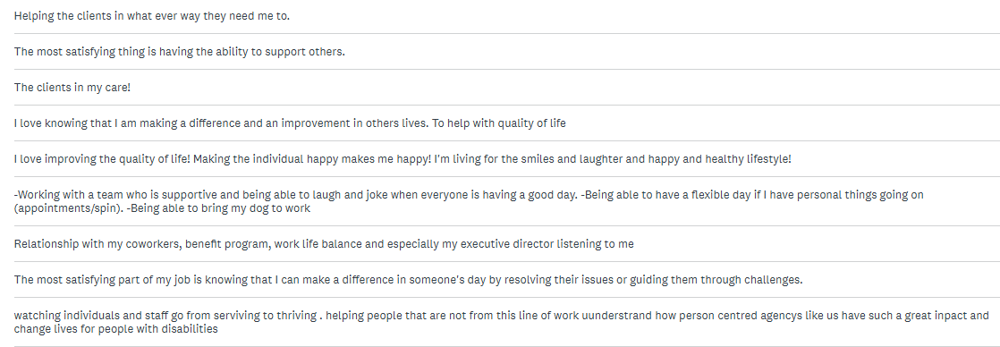 Helping the clients in what ever way they need me to.
The most satisfying thing is having the ability to support others.
The clients in my care!
I love knowing that I am making a difference and an improvement in others lives. To help with quality of life
I love improving the quality of life! Making the individual happy makes me happy! I'm living for the smiles and laughter and happy and healthy lifestyle!
-Working with a team who is supportive and being able to laugh and joke when everyone is having a good day. -Being able to have a flexible day if I have personal things going on
(appointments/spin). -Being able to bring my dog to work
Relationship with my coworkers, benefit program, work life balance and especially my executive director listening to me
The most satisfying part of my job is knowing that I can make a difference in someone's day by resolving their issues or guiding them through challenges.
watching individuals and staff go from serviving to thriving . helping people that are not from this line of work uunderstrand how person centred agencys like us have such a great inpact and
change lives for people with disabilities